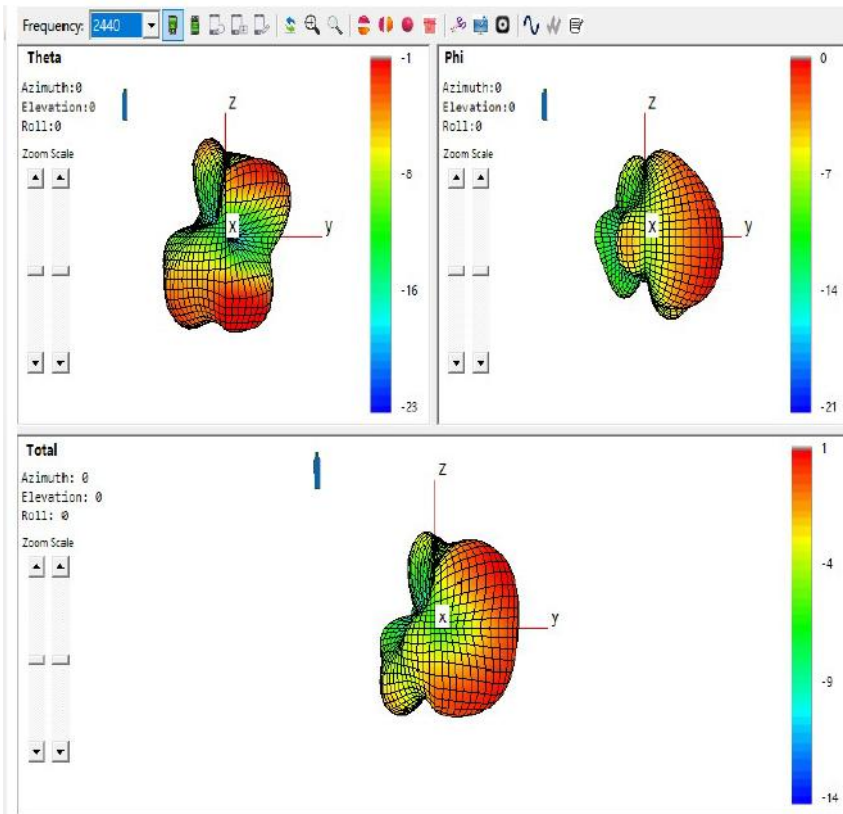 Frequency: 2440
Theta
Azimuth:0
Elevation:0
Roll:0
Zoom Scale
Z
X
y
-1
-8
-16
-23
Phi
Azimuth:0
Elevation:0
Roll:0
Zoom Scale
Z
X
y
0
-7
-14
-21
Total
Azimuth: 0
Elevation: 0
Roll: 0
Zoom Scale
Z
X
y
1
-4
-9
-14